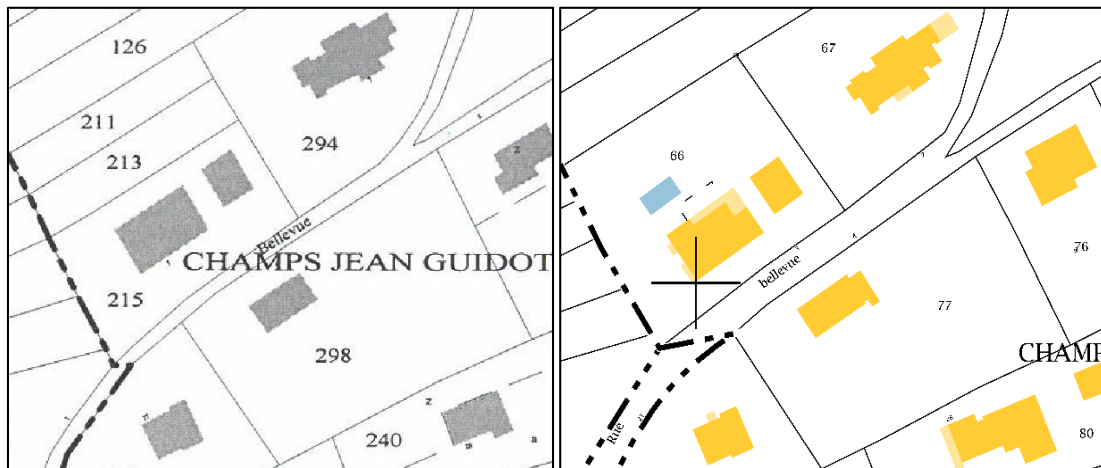 126
211
213
294
Bellevue
CHAMPS JEAN GUIDOT
215
298
240
z
z
a
67
66
bellevue
76
77
CHAMP
Rue
80